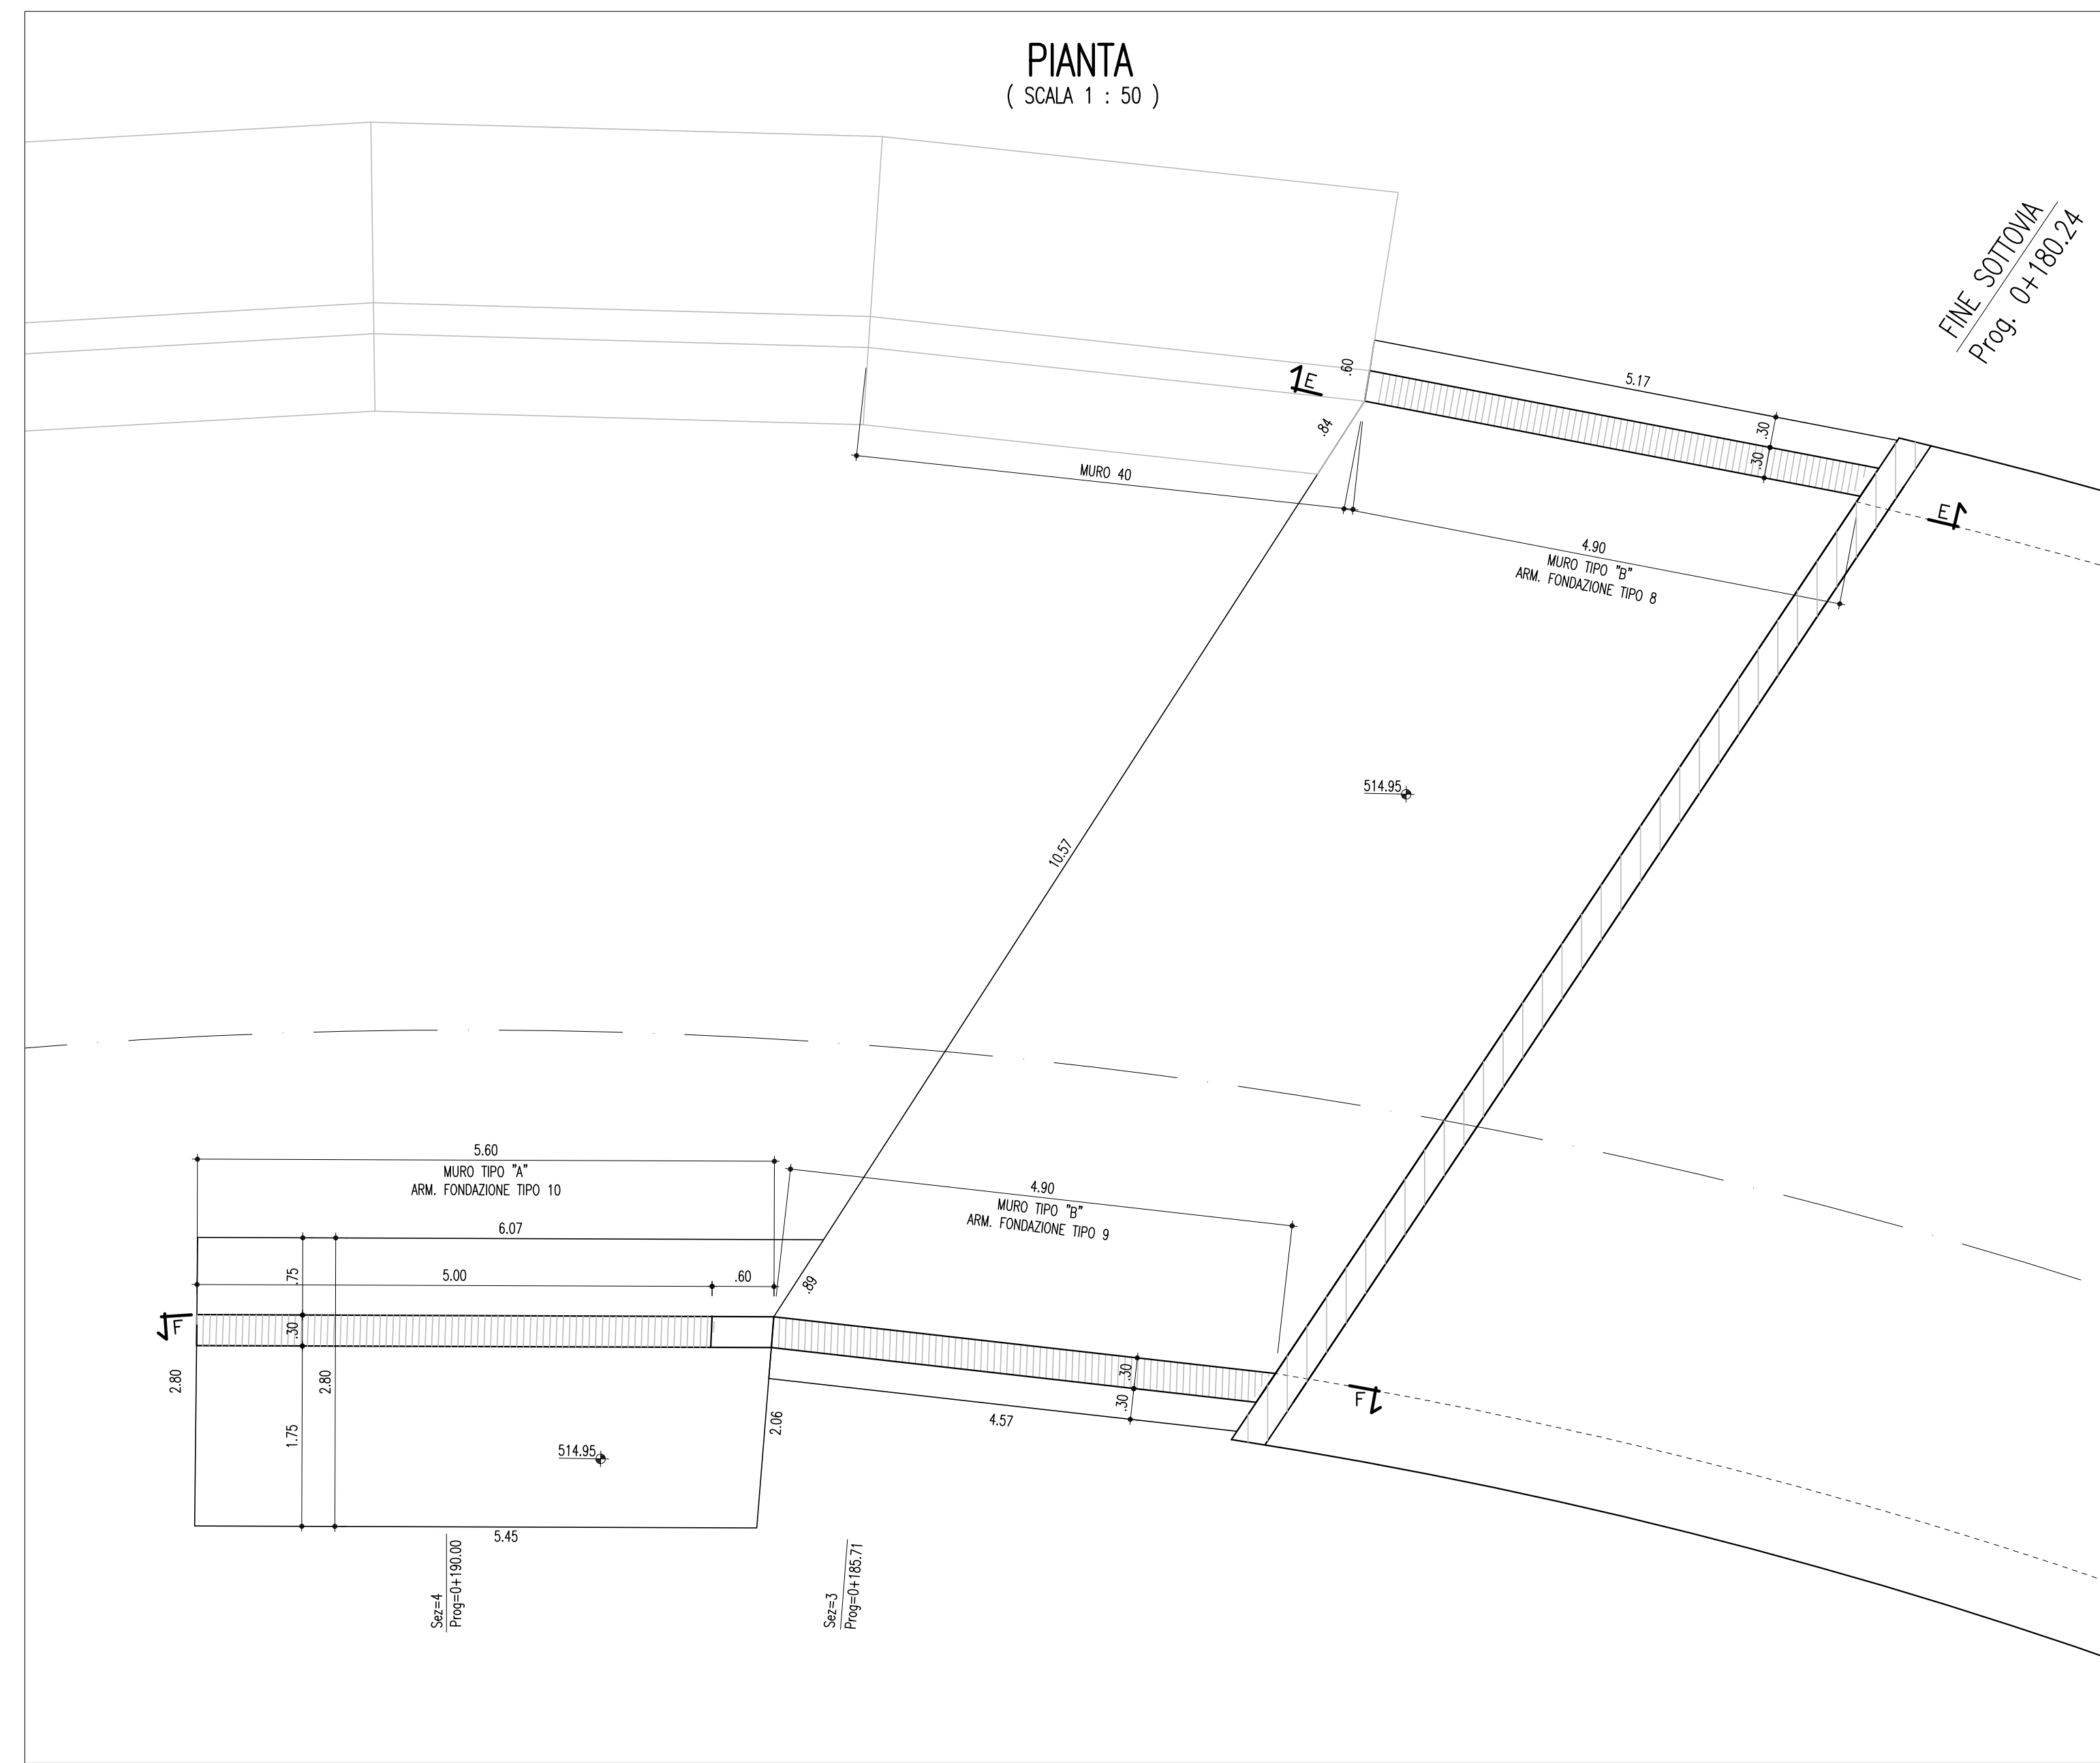 PIANTA
( SCALA 1 : 50 )
FINE SOTTOVIA
Prog. 0+180.24
.60
E
5.17
.84
.30
.30
MURO 40
E
4.90
MURO TIPO "B"
ARM. FONDAZIONE TIPO 8
514.95
10.57
5.60
MURO TIPO "A"
ARM. FONDAZIONE TIPO 10
4.90
MURO TIPO "B"
ARM. FONDAZIONE TIPO 9
6.07
.75
5.00
.60
.89
F
.30
2.80
2.80
.30
.30
F
1.75
2.06
4.57
514.95
5.45
Sez=4
Prog=0+190.00
Sez=3
Prog=0+185.71